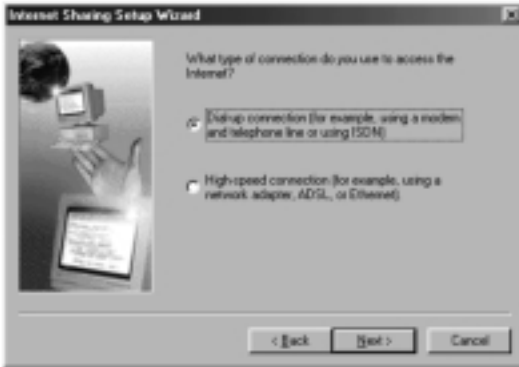 Internet Sharing Setup Wizard
What type of connection do you use to access the
Internet?
Dial-up connection (for example, using a modem
and telephone line or using ISDN)
High-speed connection (for example, using a
network adapter, ADSL, or Ethernet)
< Back
Next >
Cancel